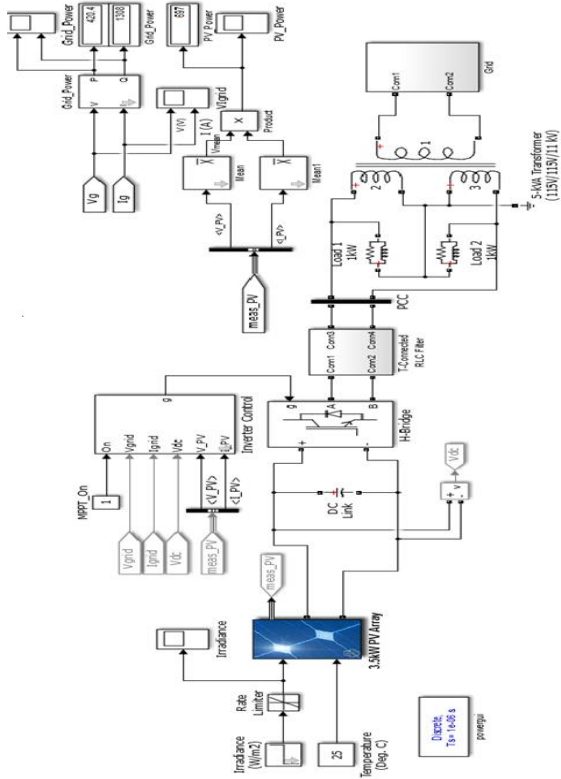 Irradiance
(W/m2)
Rate
Limiter
Irradiance
25
Temperature
(Deg. C)
3.5kW PV Array
meas_PV
Discrete,
Ts = 1e-06 s
powergui
MPPT_On
1
Vgrid
Igrid
Vdc
meas_PV
<V_PV>
<I_PV>
On
Vgrid
Igrid
Vdc
V_PV
I_PV
g
Inverter Control
DC
Link
+
-
g
A
B
H-Bridge
+
-
v
Vdc
Com1
Com3
Com2
Com4
T-Connected
RLC Filter
PCC
Load 1
1kW
Load 2
1kW
1
2
3
5-kVA Transformer
(115V/115V/11 kV)
Com1
Com2
Grid
meas_PV
<V_PV>
<I_PV>
Mean
Mean1
Vmean
X
X
x
Product
PV_Power
697
PV Power
Vg
Ig
V
I
P
Q
Grid_Power
Grid_Power
420.4
1308
Grid_Power
V (V)
I (A)
VIgrid